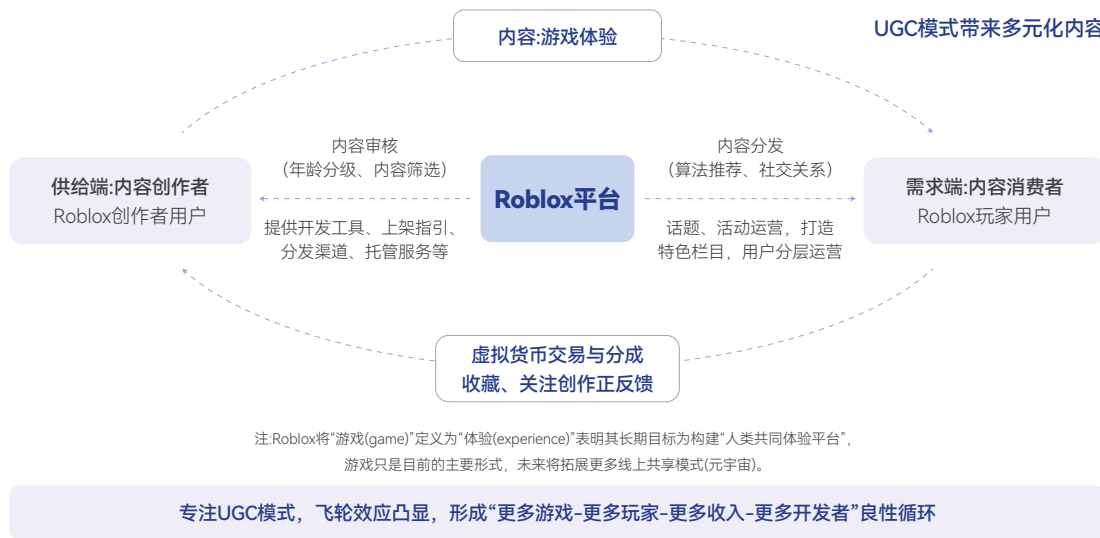 内容:游戏体验
UGC模式带来多元化内容
内容审核
（年龄分级、内容筛选）
内容分发
（算法推荐、社交关系）
供给端:内容创作者
Roblox创作者用户
Roblox平台
需求端:内容消费者
Roblox玩家用户
提供开发工具、上架指引、
分发渠道、托管服务等
话题、活动运营，打造
特色栏目，用户分层运营
虚拟货币交易与分成
收藏、关注创作正反馈
注:Roblox将“游戏(game)”定义为“体验(experience)”表明其长期目标为构建“人类共同体验平台”，
游戏只是目前的主要形式，未来将拓展更多线上共享模式(元宇宙)。
专注UGC模式，飞轮效应凸显，形成“更多游戏-更多玩家-更多收入-更多开发者”良性循环